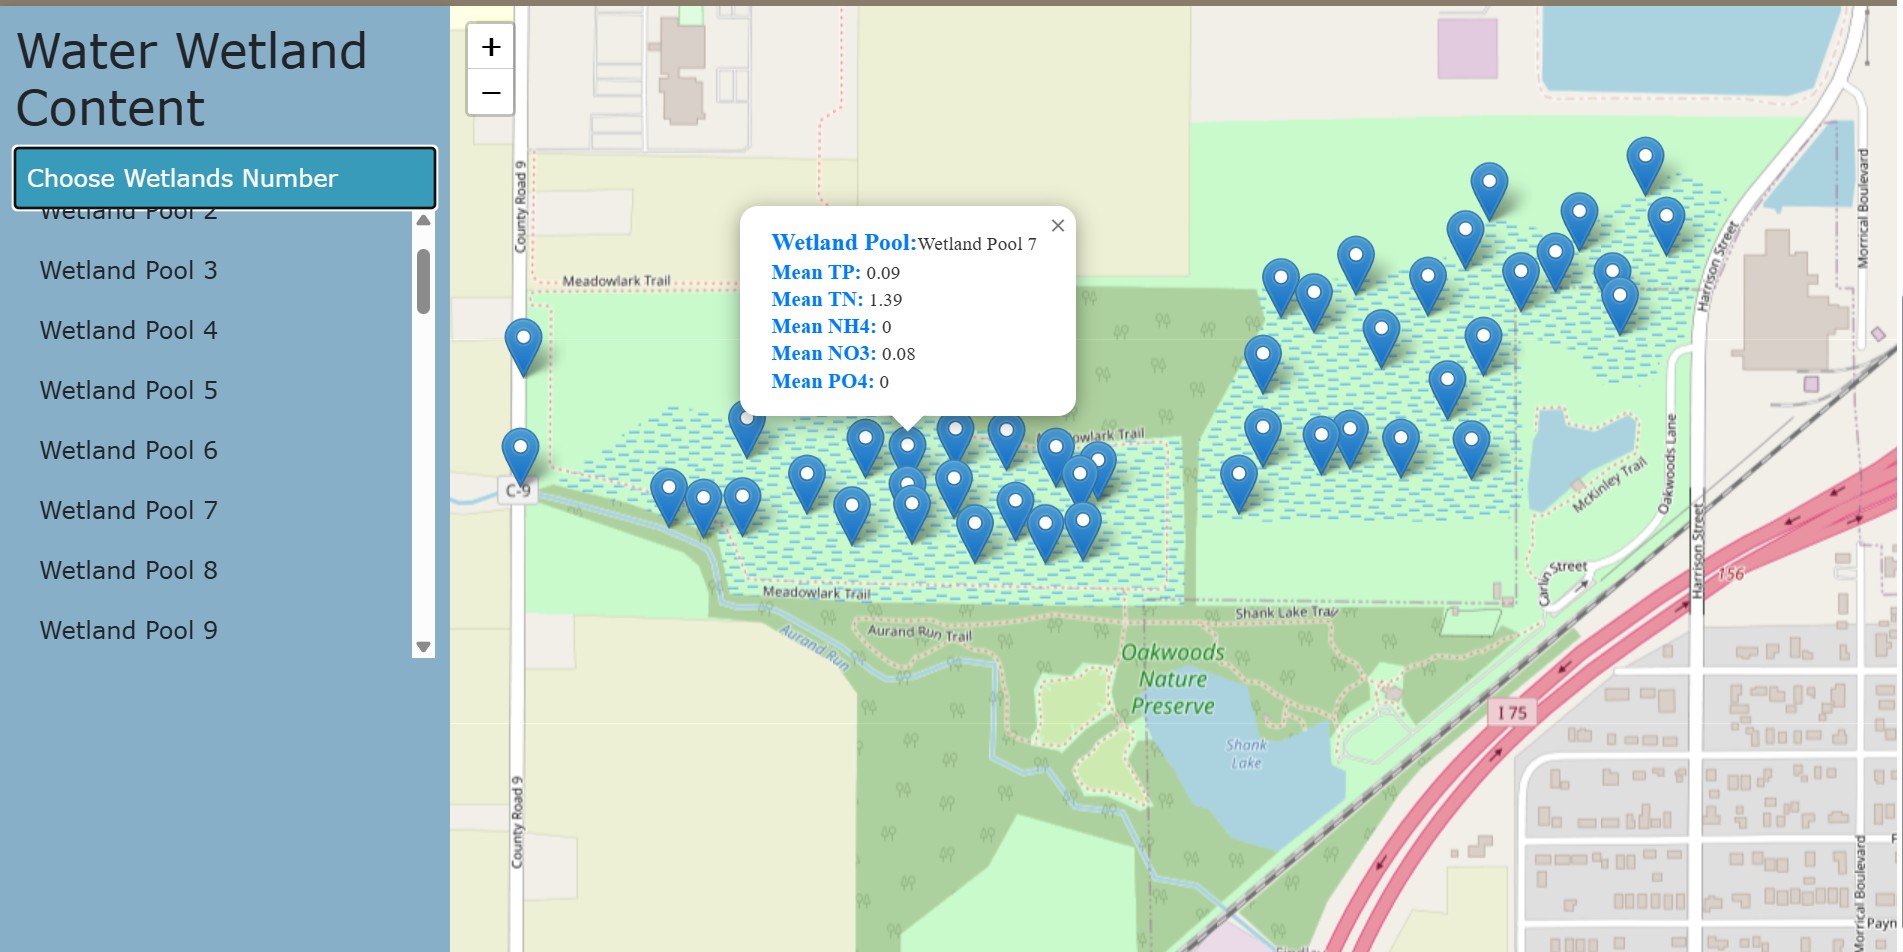 Water Wetland
Content
Choose Wetlands Number
Wetland Pool 2
Wetland Pool 3
Wetland Pool 4
Wetland Pool 5
Wetland Pool 6
Wetland Pool 7
Wetland Pool 8
Wetland Pool 9
+
−
County Road 9
Meadowlark Trail
×
Wetland Pool:Wetland Pool 7
Mean TP: 0.09
Mean TN: 1.39
Mean NH4: 0
Mean NO3: 0.08
Mean PO4: 0
Harrison Street
Morrical Boulevard
owlark Trail
C-9
McKinley Trail
Oakwoods Lane
Harrison Street
Carlin Street
156
Meadowlark Trail
Shank Lake Trail
Aurand Run Trail
Aurand Run
Oakwoods
Nature
Preserve
I 75
Shank
Lake
County Road 9
Morrical Boulevard
Payn
Findlay